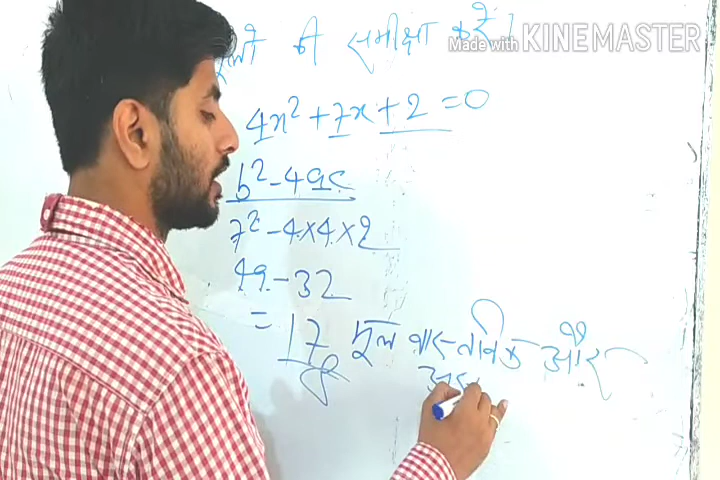 मूलों की समीक्षा करें।
Made with KINEMASTER
4x² + 7x + 2 = 0
b² - 4ac
7² - 4×4×2
49 - 32
= 17 मूल वास्तविक और